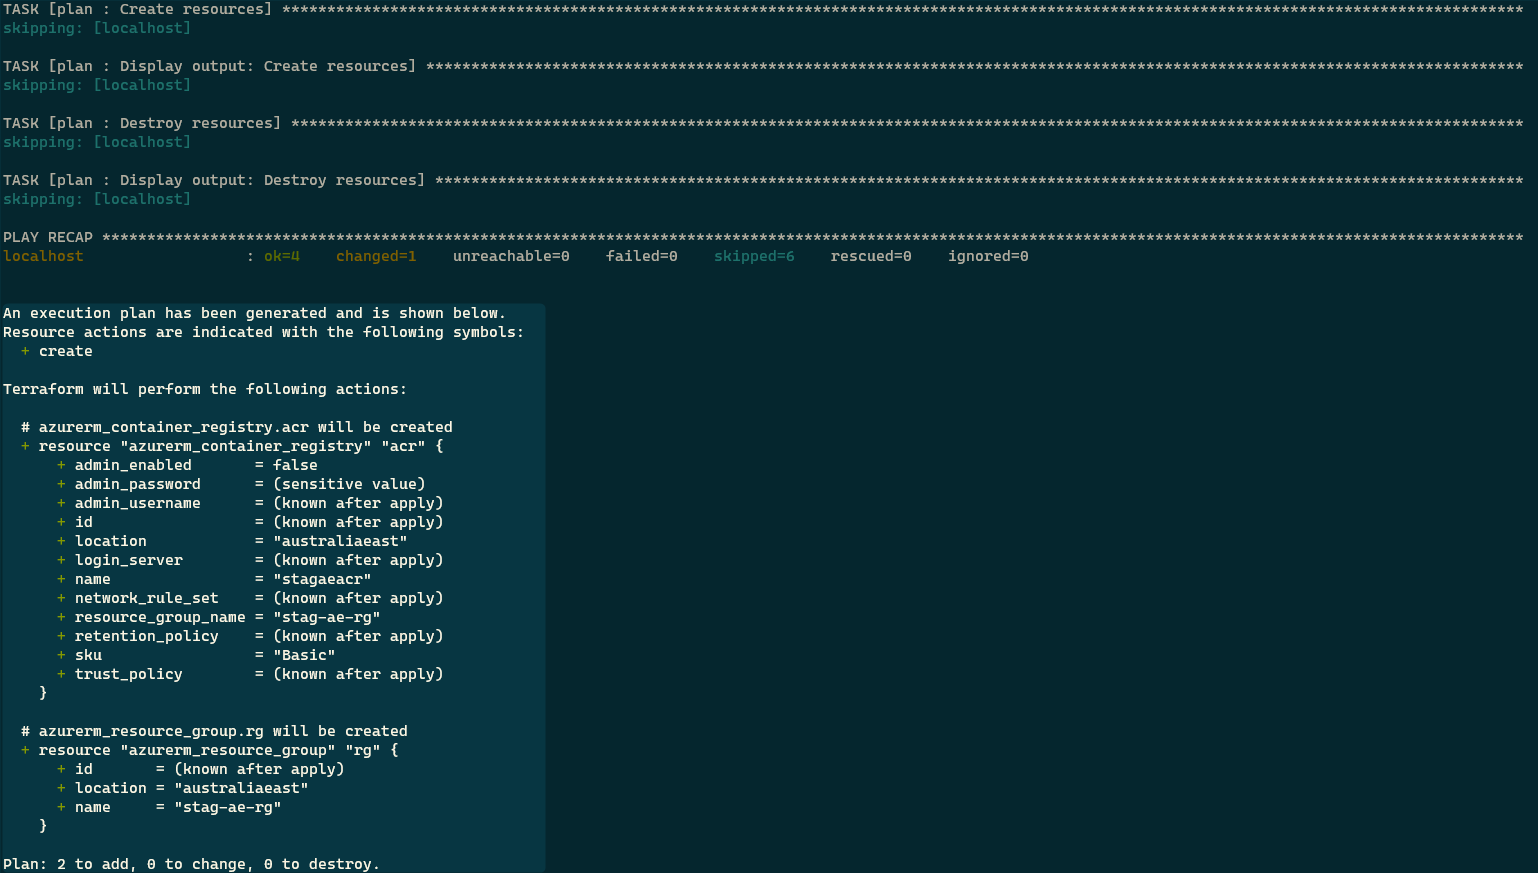 TASK [plan : Create resources] ******************************************************************************************************************************************
skipping: [localhost]
TASK [plan : Display output: Create resources] **************************************************************************************************************************
skipping: [localhost]
TASK [plan : Destroy resources] *****************************************************************************************************************************************
skipping: [localhost]
TASK [plan : Display output: Destroy resources] *************************************************************************************************************************
skipping: [localhost]
PLAY RECAP **************************************************************************************************************************************************************
localhost                  : ok=4    changed=1    unreachable=0    failed=0    skipped=6    rescued=0    ignored=0
An execution plan has been generated and is shown below.
Resource actions are indicated with the following symbols:
  + create
Terraform will perform the following actions:
  # azurerm_container_registry.acr will be created
  + resource "azurerm_container_registry" "acr" {
      + admin_enabled       = false
      + admin_password      = (sensitive value)
      + admin_username      = (known after apply)
      + id                  = (known after apply)
      + location            = "australiaeast"
      + login_server        = (known after apply)
      + name                = "stagaeacr"
      + network_rule_set    = (known after apply)
      + resource_group_name = "stag-ae-rg"
      + retention_policy    = (known after apply)
      + sku                 = "Basic"
      + trust_policy        = (known after apply)
    }
  # azurerm_resource_group.rg will be created
  + resource "azurerm_resource_group" "rg" {
      + id       = (known after apply)
      + location = "australiaeast"
      + name     = "stag-ae-rg"
    }
Plan: 2 to add, 0 to change, 0 to destroy.